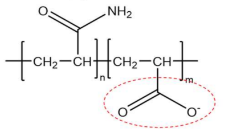 O NH₂
CH₂ CH n CH₂ CH m
O O⁻